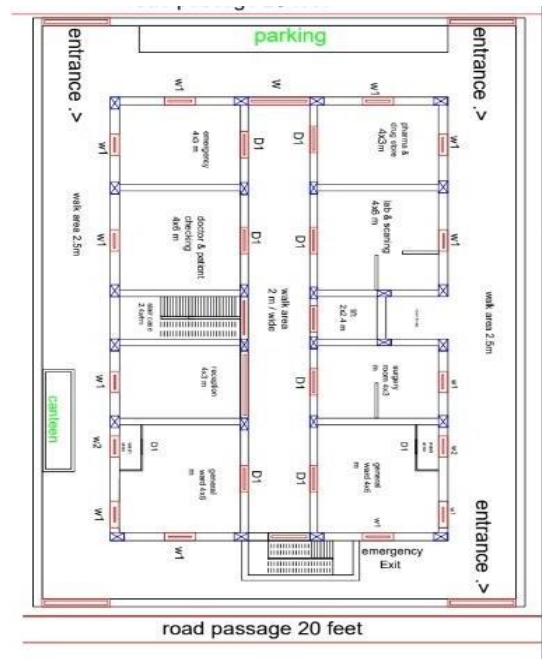 parking
entrance .>
entrance .>
W1
W
W1
W1
emergency
4x3 m
D1
D1
pharma &
drug store
4x3m
W1
walk area 2.5m
W1
doctor & patiant
checking
4x6 m
D1
D1
lab & scaning
4x6 m
W1
walk area
2 m / wide
lift
2x2.4 m
walk area 2.5m
W1
reception
4x3 m
D1
surgery
room 4x3
m
w1
canteen
w2
D1
D1
w2
general
ward 4x6
m
D1
D1
general
ward 4x6
m
W1
w1
W1
w1
entrance .>
emergency
Exit
road passage 20 feet